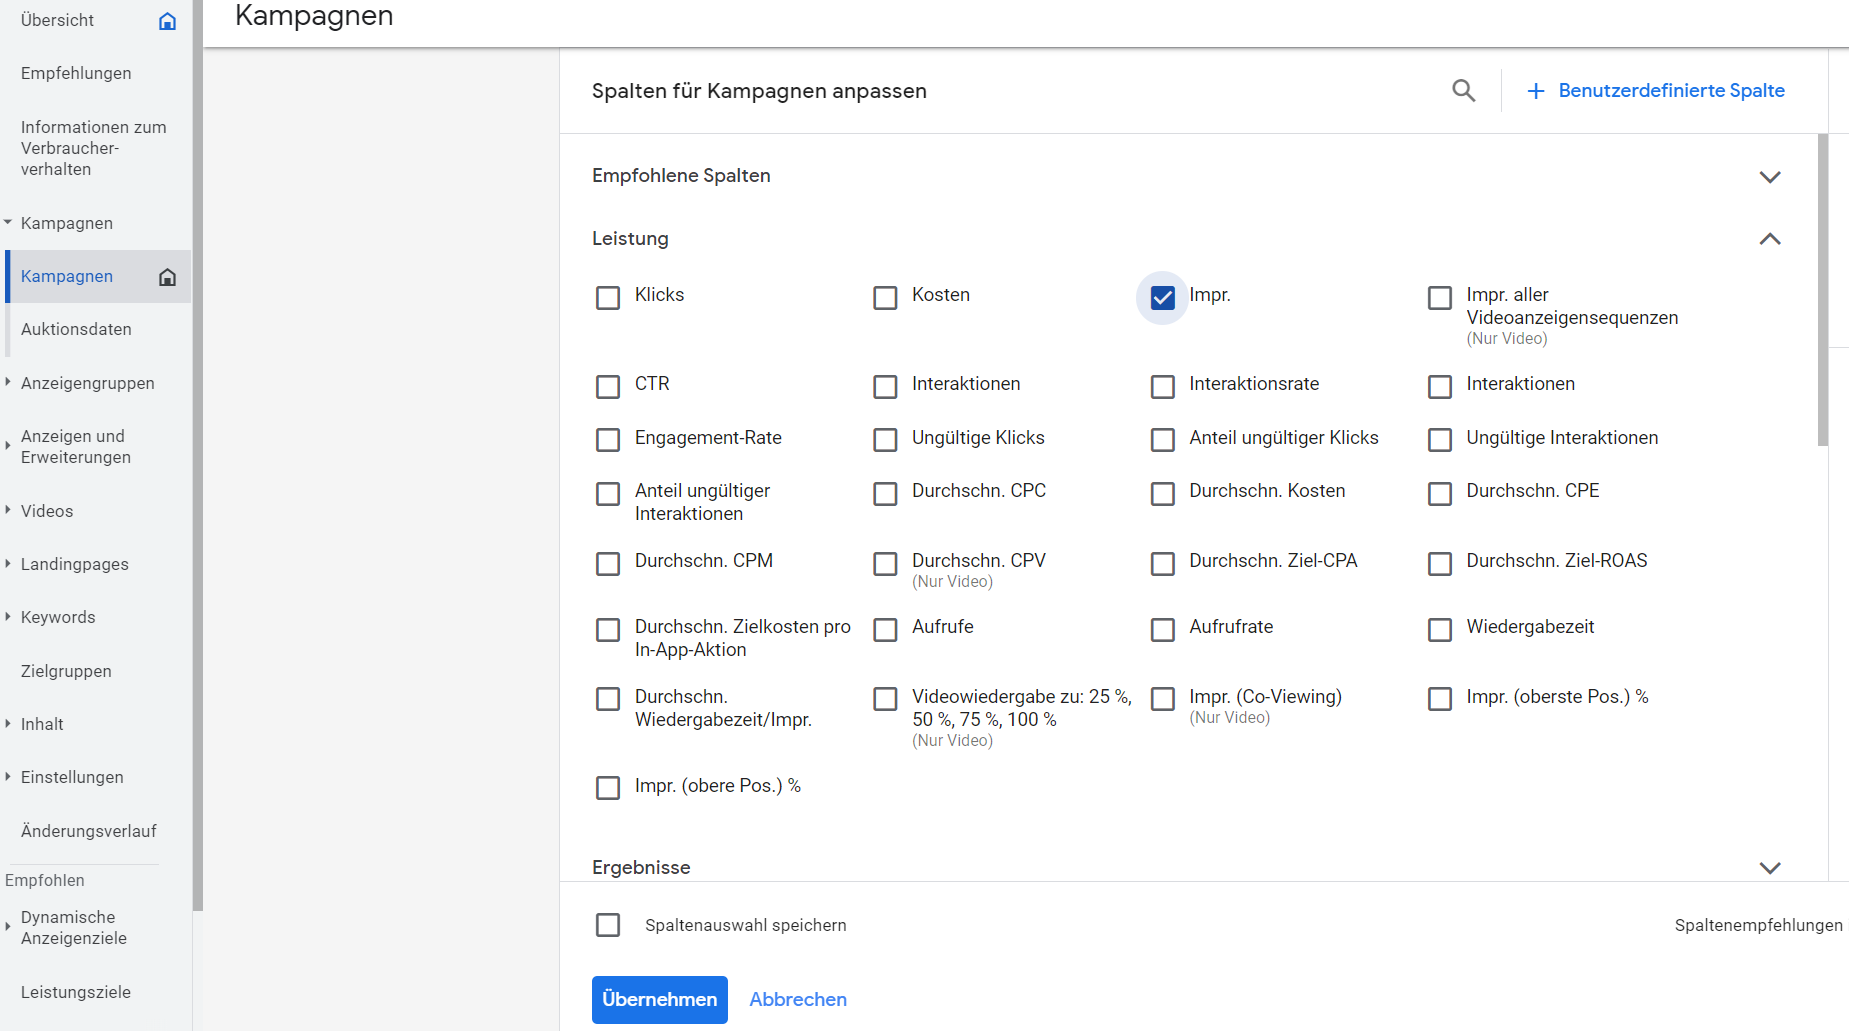 Übersicht
Empfehlungen
Informationen zum
Verbraucher-
verhalten
Kampagnen
Kampagnen
Auktionsdaten
Anzeigengruppen
Anzeigen und
Erweiterungen
Videos
Landingpages
Keywords
Zielgruppen
Inhalt
Einstellungen
Änderungsverlauf
Empfohlen
Dynamische
Anzeigenziele
Leistungsziele
Kampagnen
Spalten für Kampagnen anpassen
Benutzerdefinierte Spalte
Empfohlene Spalten
Leistung
Klicks
Kosten
Impr.
Impr. aller
Videoanzeigensequenzen
(Nur Video)
CTR
Interaktionen
Interaktionsrate
Interaktionen
Engagement-Rate
Ungültige Klicks
Anteil ungültiger Klicks
Ungültige Interaktionen
Anteil ungültiger
Interaktionen
Durchschn. CPC
Durchschn. Kosten
Durchschn. CPE
Durchschn. CPM
Durchschn. CPV
(Nur Video)
Durchschn. Ziel-CPA
Durchschn. Ziel-ROAS
Durchschn. Zielkosten pro
In-App-Aktion
Aufrufe
Aufrufrate
Wiedergabezeit
Durchschn.
Wiedergabezeit/Impr.
Videowiedergabe zu: 25 %,
50 %, 75 %, 100 %
(Nur Video)
Impr. (Co-Viewing)
(Nur Video)
Impr. (oberste Pos.) %
Impr. (obere Pos.) %
Ergebnisse
Spaltenauswahl speichern
Spaltenempfehlungen
Übernehmen
Abbrechen